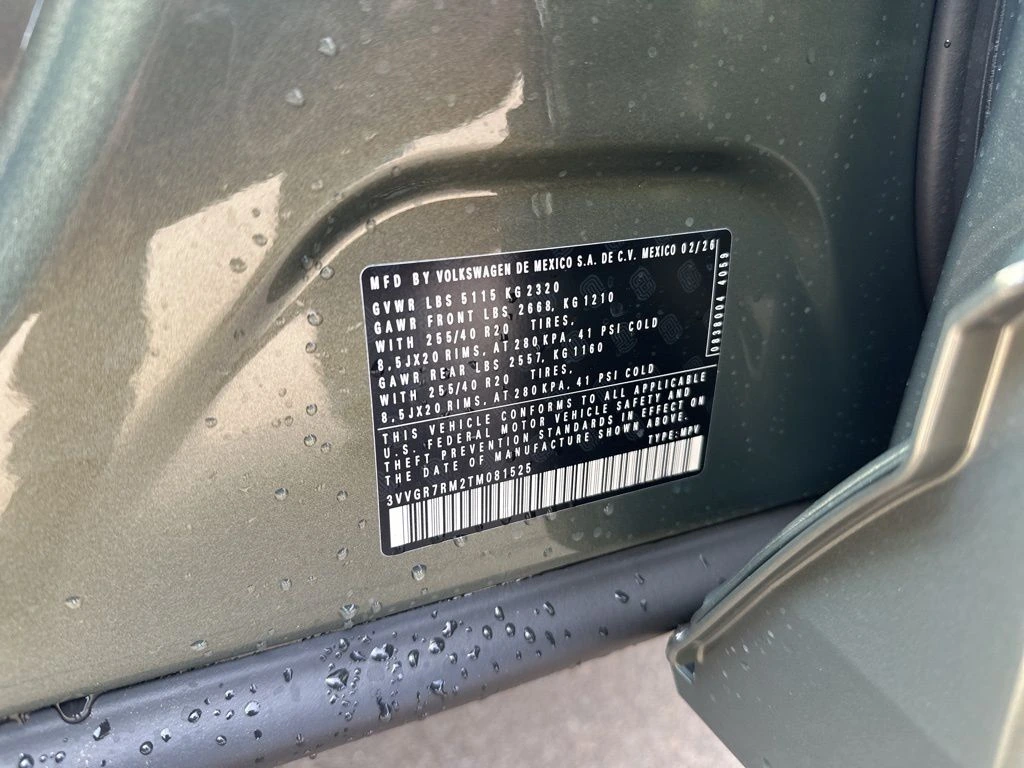 MFD BY VOLKSWAGEN DE MEXICO S.A. DE C.V. MEXICO 02/26
GVWR LBS 5115 KG 2320
GAWR FRONT LBS, 2668, KG 1210
WITH 255/40 R20 TIRES,
8,5JX20 RIMS, AT 280 KPA, 41 PSI COLD
GAWR REAR LBS 2557, KG 1160
WITH 255/40 R20 TIRES,
8,5JX20 RIMS, AT 280 KPA, 41 PSI COLD
THIS VEHICLE CONFORMS TO ALL APPLICABLE
U.S. FEDERAL MOTOR VEHICLE SAFETY AND
THEFT PREVENTION STANDARDS IN EFFECT ON
THE DATE OF MANUFACTURE SHOWN ABOVE.
TYPE: MPV
3VVGR7RM2TM081525
0838004 4059